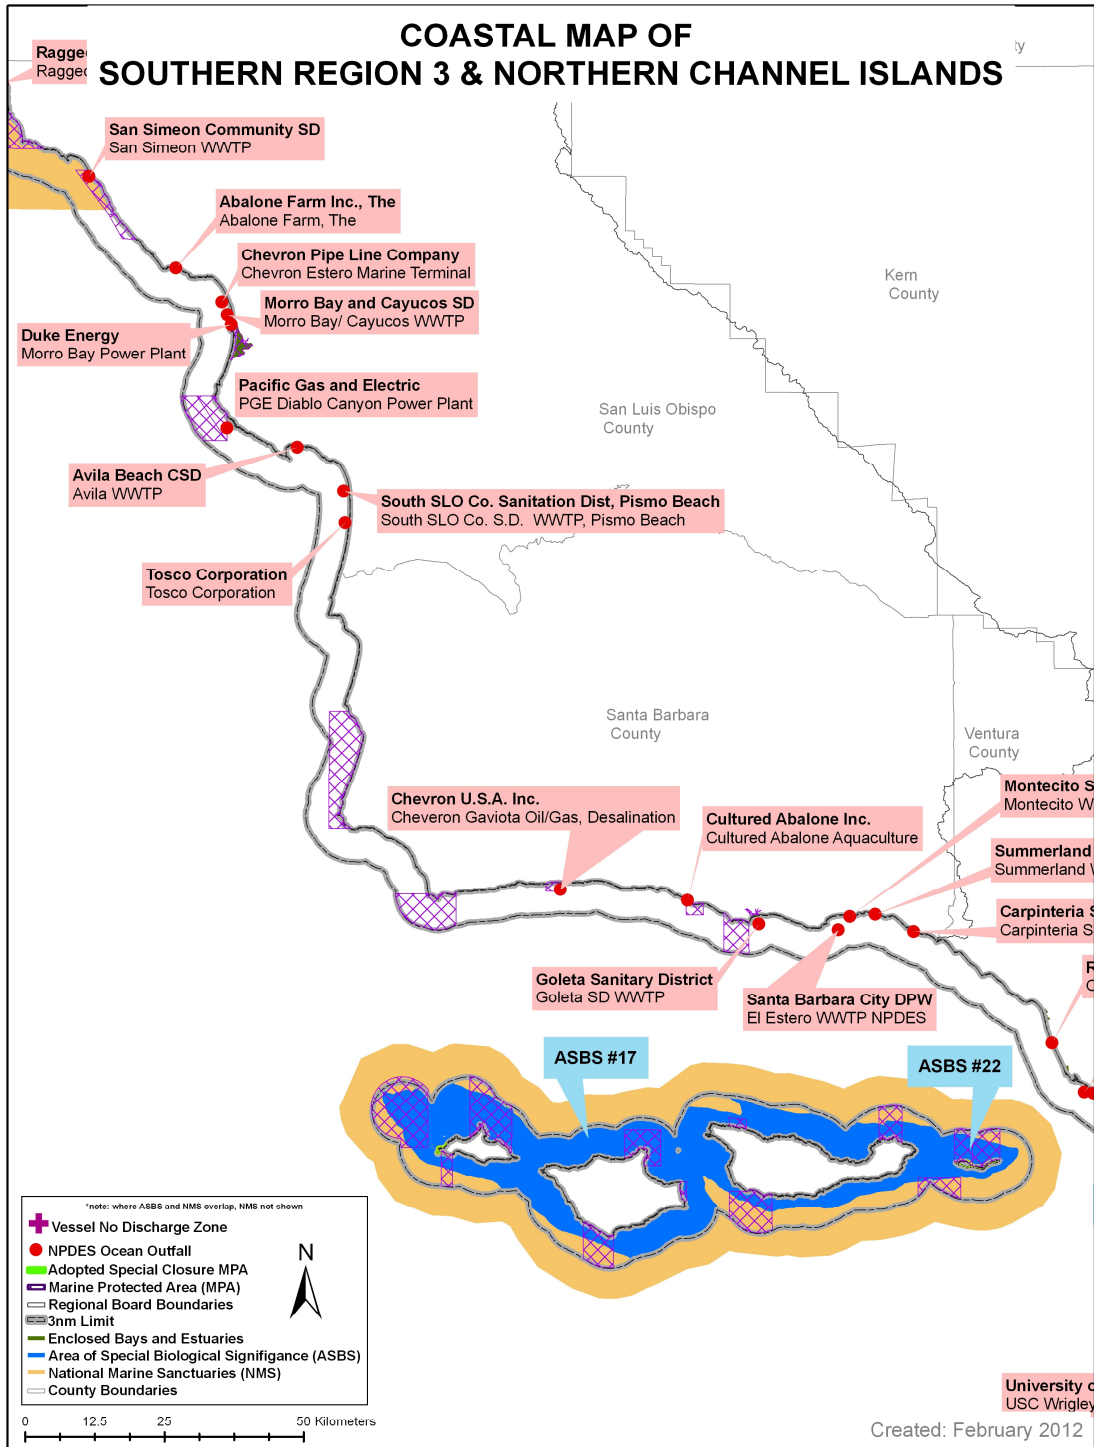 COASTAL MAP OF
SOUTHERN REGION 3 & NORTHERN CHANNEL ISLANDS
San Simeon Community SD
San Simeon WWTP
Abalone Farm Inc., The
Abalone Farm, The
Chevron Pipe Line Company
Chevron Estero Marine Terminal
Morro Bay and Cayucos SD
Morro Bay/ Cayucos WWTP
Duke Energy
Morro Bay Power Plant
Kern
County
Pacific Gas and Electric
PGE Diablo Canyon Power Plant
San Luis Obispo
County
Avila Beach CSD
Avila WWTP
South SLO Co. Sanitation Dist, Pismo Beach
South SLO Co. S.D. WWTP, Pismo Beach
Tosco Corporation
Tosco Corporation
Santa Barbara
County
Ventura
County
Chevron U.S.A. Inc.
Cheveron Gaviota Oil/Gas, Desalination
Cultured Abalone Inc.
Cultured Abalone Aquaculture
Montecito S
Montecito W
Summerland
Summerland W
Carpinteria S
Carpinteria S
Goleta Sanitary District
Goleta SD WWTP
Santa Barbara City DPW
El Estero WWTP NPDES
ASBS #17
ASBS #22
*note: where ASBS and NMS overlap, NMS not shown
Vessel No Discharge Zone
NPDES Ocean Outfall
Adopted Special Closure MPA
Marine Protected Area (MPA)
Regional Board Boundaries
3nm Limit
Enclosed Bays and Estuaries
Area of Special Biological Signifigance (ASBS)
National Marine Sanctuaries (NMS)
County Boundaries
N
0 12.5 25 50 Kilometers
University o
USC Wrigley
Created: February 2012